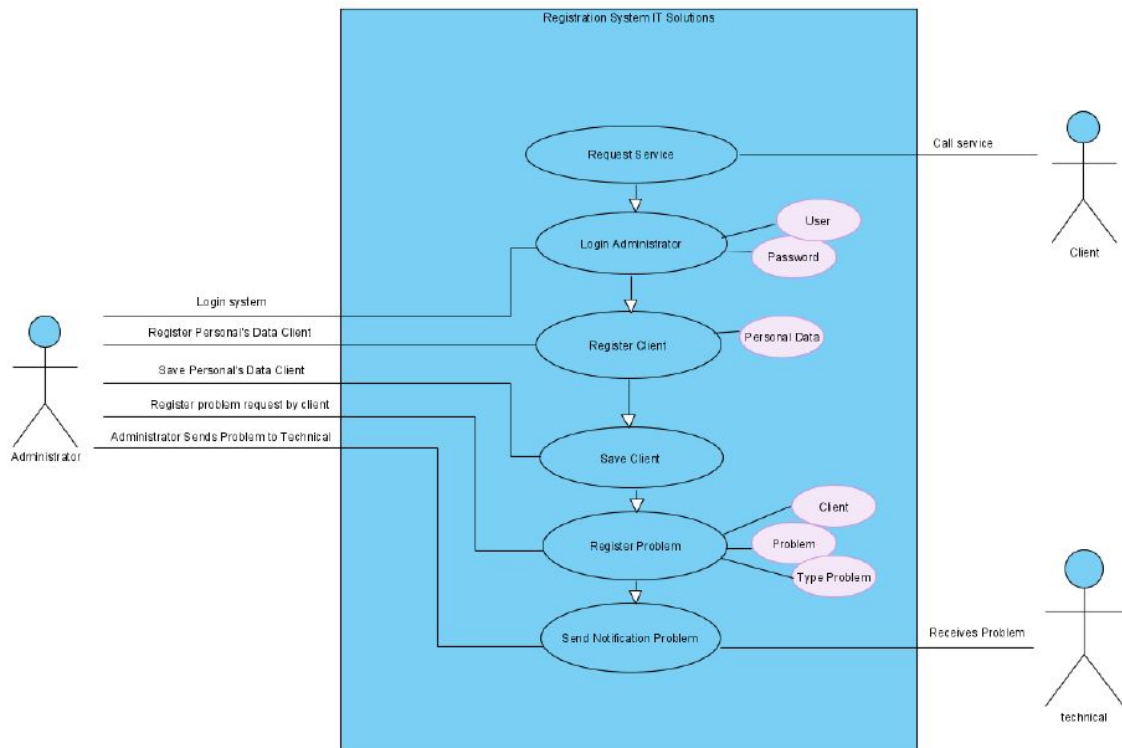 Registration System IT Solutions
Request Service
Call service
Client
User
Login Administrator
Password
Login system
Register Personal's Data Client
Register Client
Personal Data
Save Personal's Data Client
Register problem request by client
Administrator Sends Problem to Technical
Administrator
Save Client
Client
Register Problem
Problem
Type Problem
Send Notification Problem
Receives Problem
technical